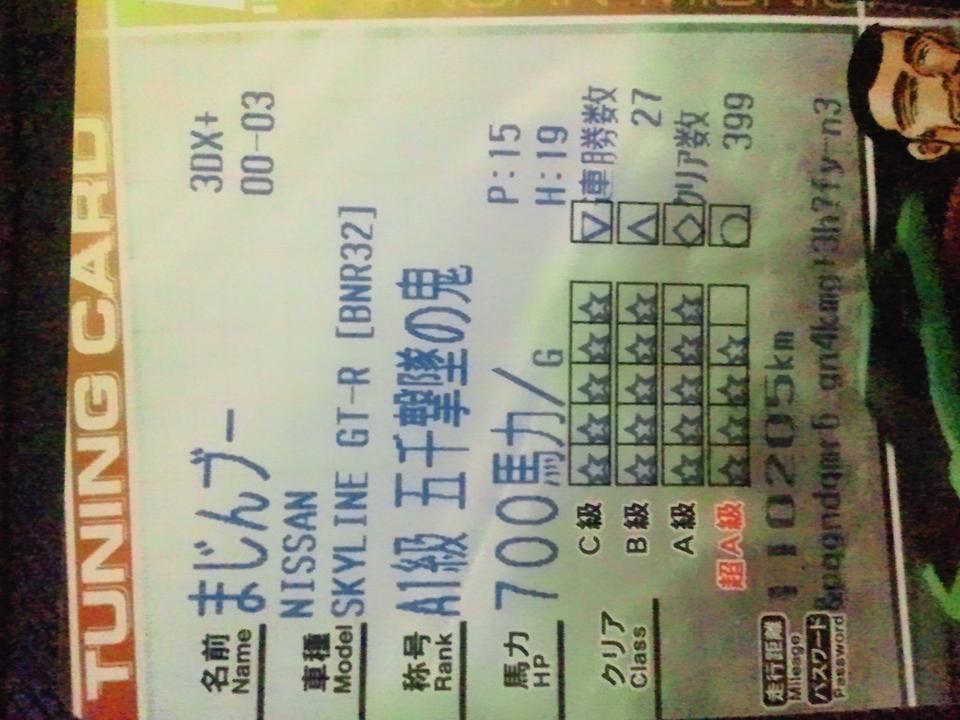 TUNING CARD
名前 Name
まじんブー
3DX+
00-03
車種 Model
NISSAN
SKYLINE GT-R [BNR32]
称号 Rank
A1級 五千撃墜の鬼
馬力 HP
700馬力/G
P:15
H:19
クリア Class
C級 ☆☆☆☆☆ ▽
B級 ☆☆☆☆☆ △
A級 ☆☆☆☆☆ ◇
超A級 ☆☆☆☆ ○
連勝数
27
クリア数
399
走行距離 Mileage
110205km
パスワード Password